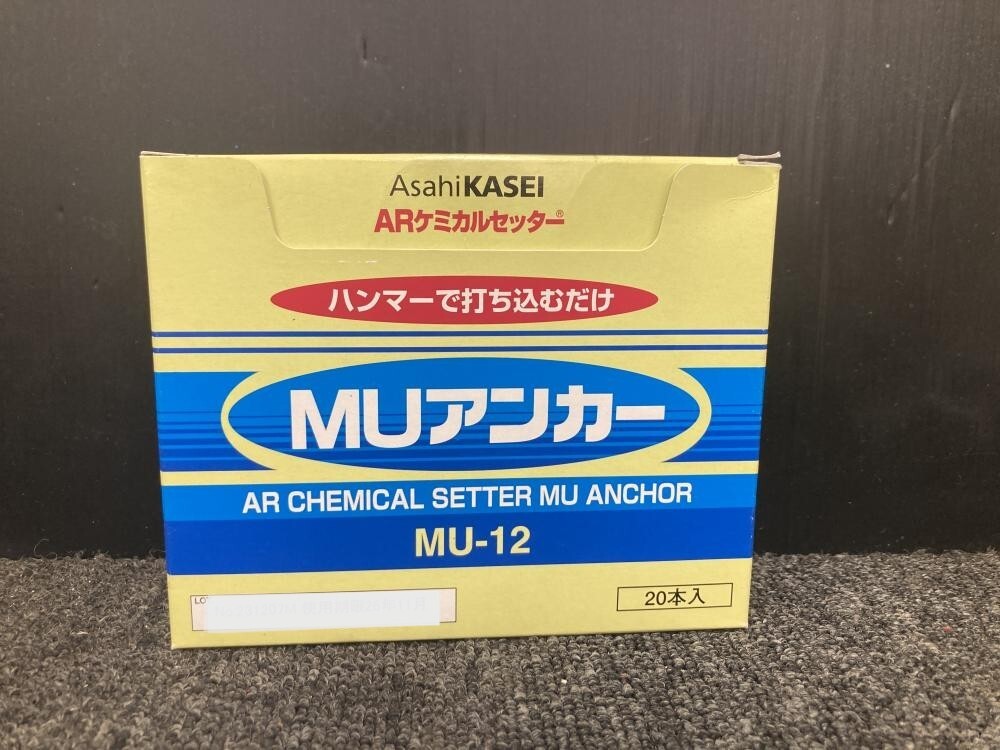 AsahiKASEI
ARケミカルセッター®
ハンマーで打ち込むだけ
MUアンカー
AR CHEMICAL SETTER MU ANCHOR
MU-12
20本入